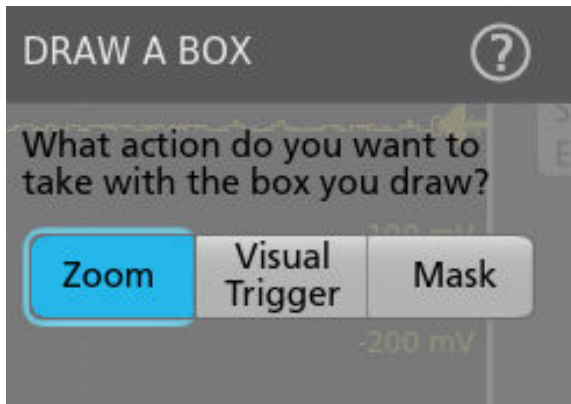 DRAW A BOX ?
What action do you want to
take with the box you draw?
Zoom
Visual
Trigger
Mask
-200 mV